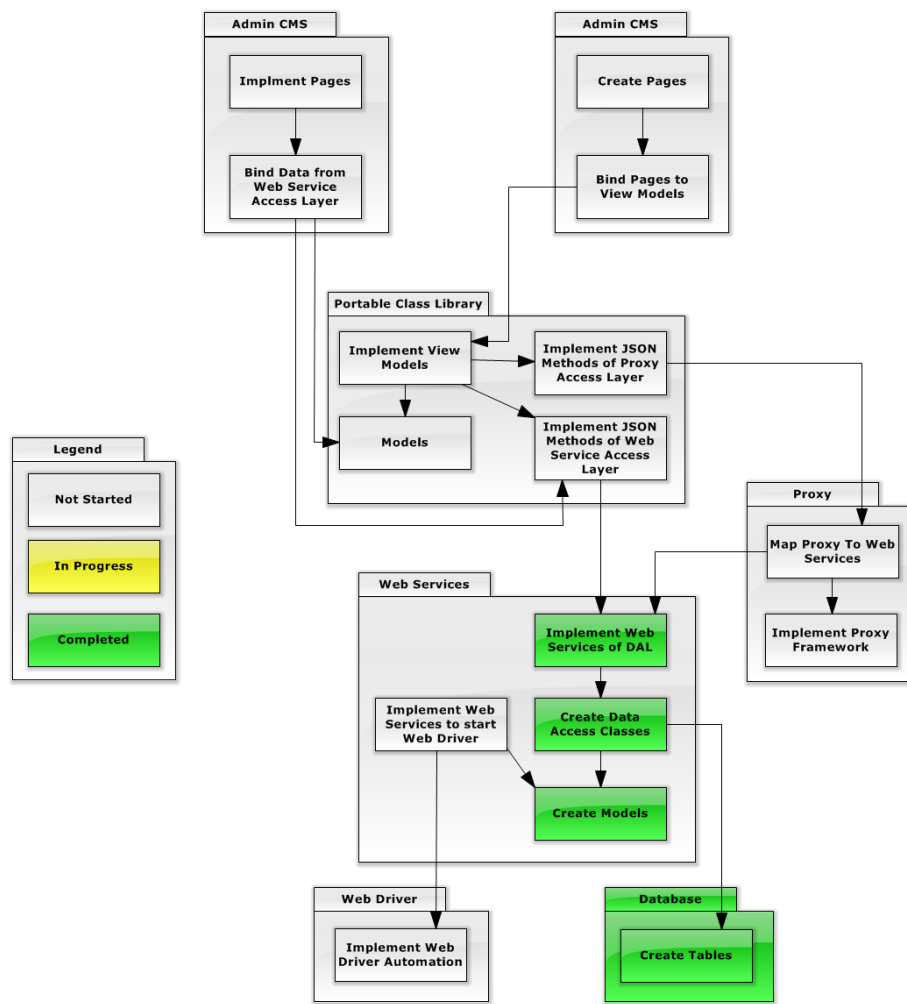 Admin CMS
Implment Pages
Bind Data from
Web Service
Access Layer
Admin CMS
Create Pages
Bind Pages to
View Models
Portable Class Library
Implement View
Models
Implement JSON
Methods of Proxy
Access Layer
Models
Implement JSON
Methods of Web
Service Access
Layer
Legend
Not Started
In Progress
Completed
Proxy
Map Proxy To Web
Services
Implement Proxy
Framework
Web Services
Implement Web
Services of DAL
Implement Web
Services to start
Web Driver
Create Data
Access Classes
Create Models
Web Driver
Implement Web
Driver Automation
Database
Create Tables